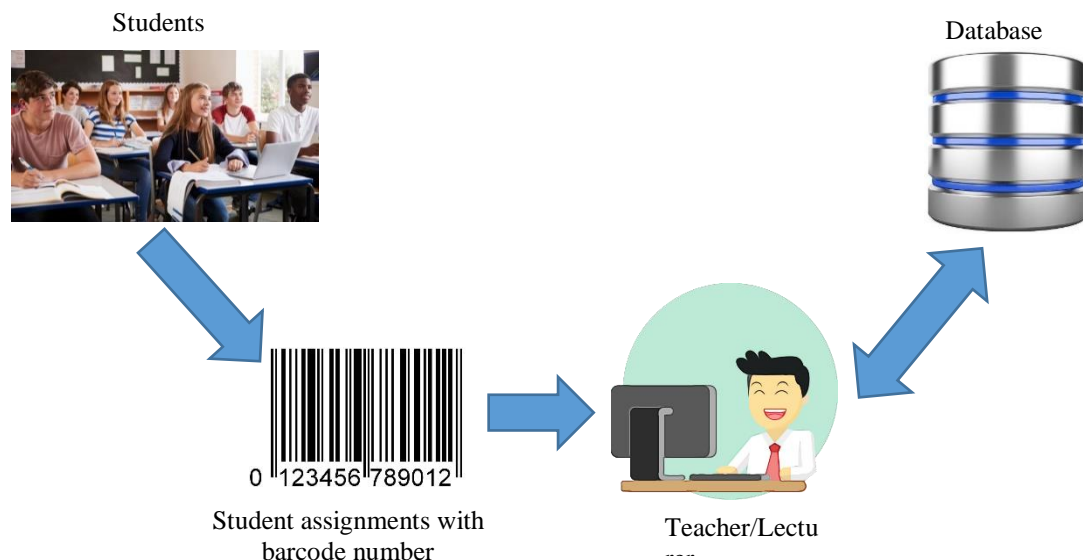 Students
Database
0 123456 789012
Student assignments with
barcode number
Teacher/Lectu